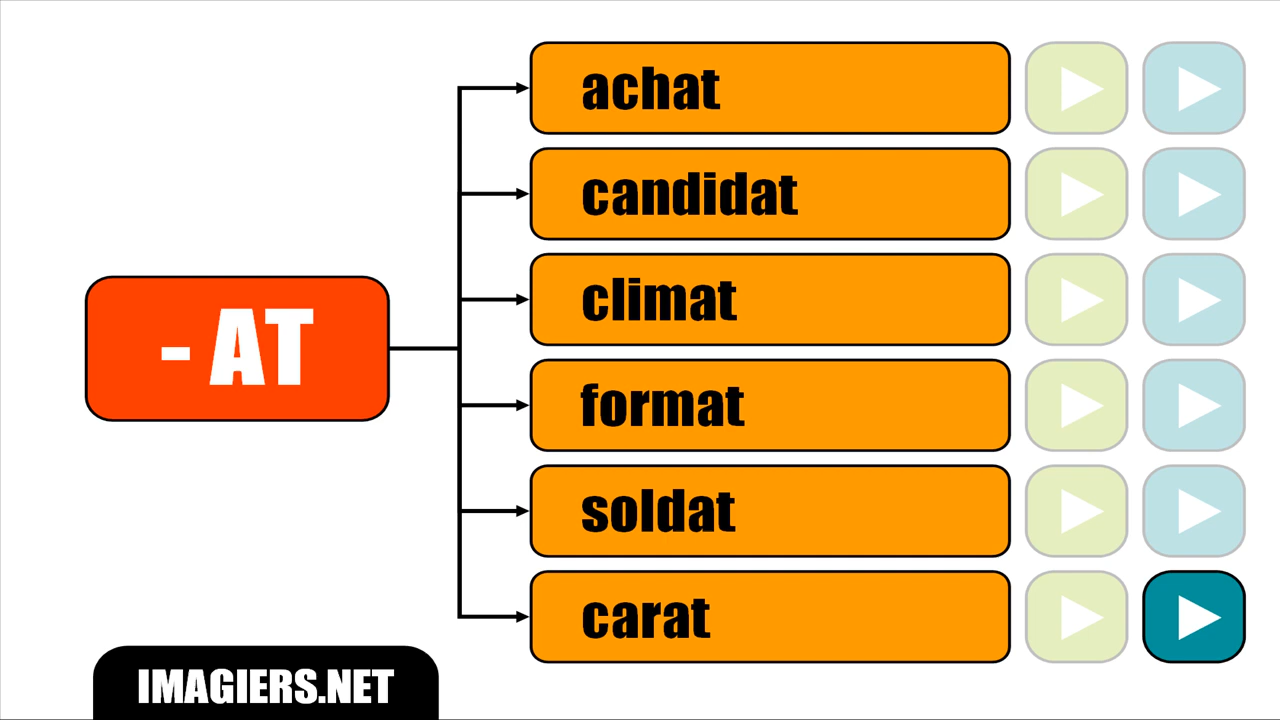 - AT
achat
candidat
climat
format
soldat
carat
IMAGIERS.NET